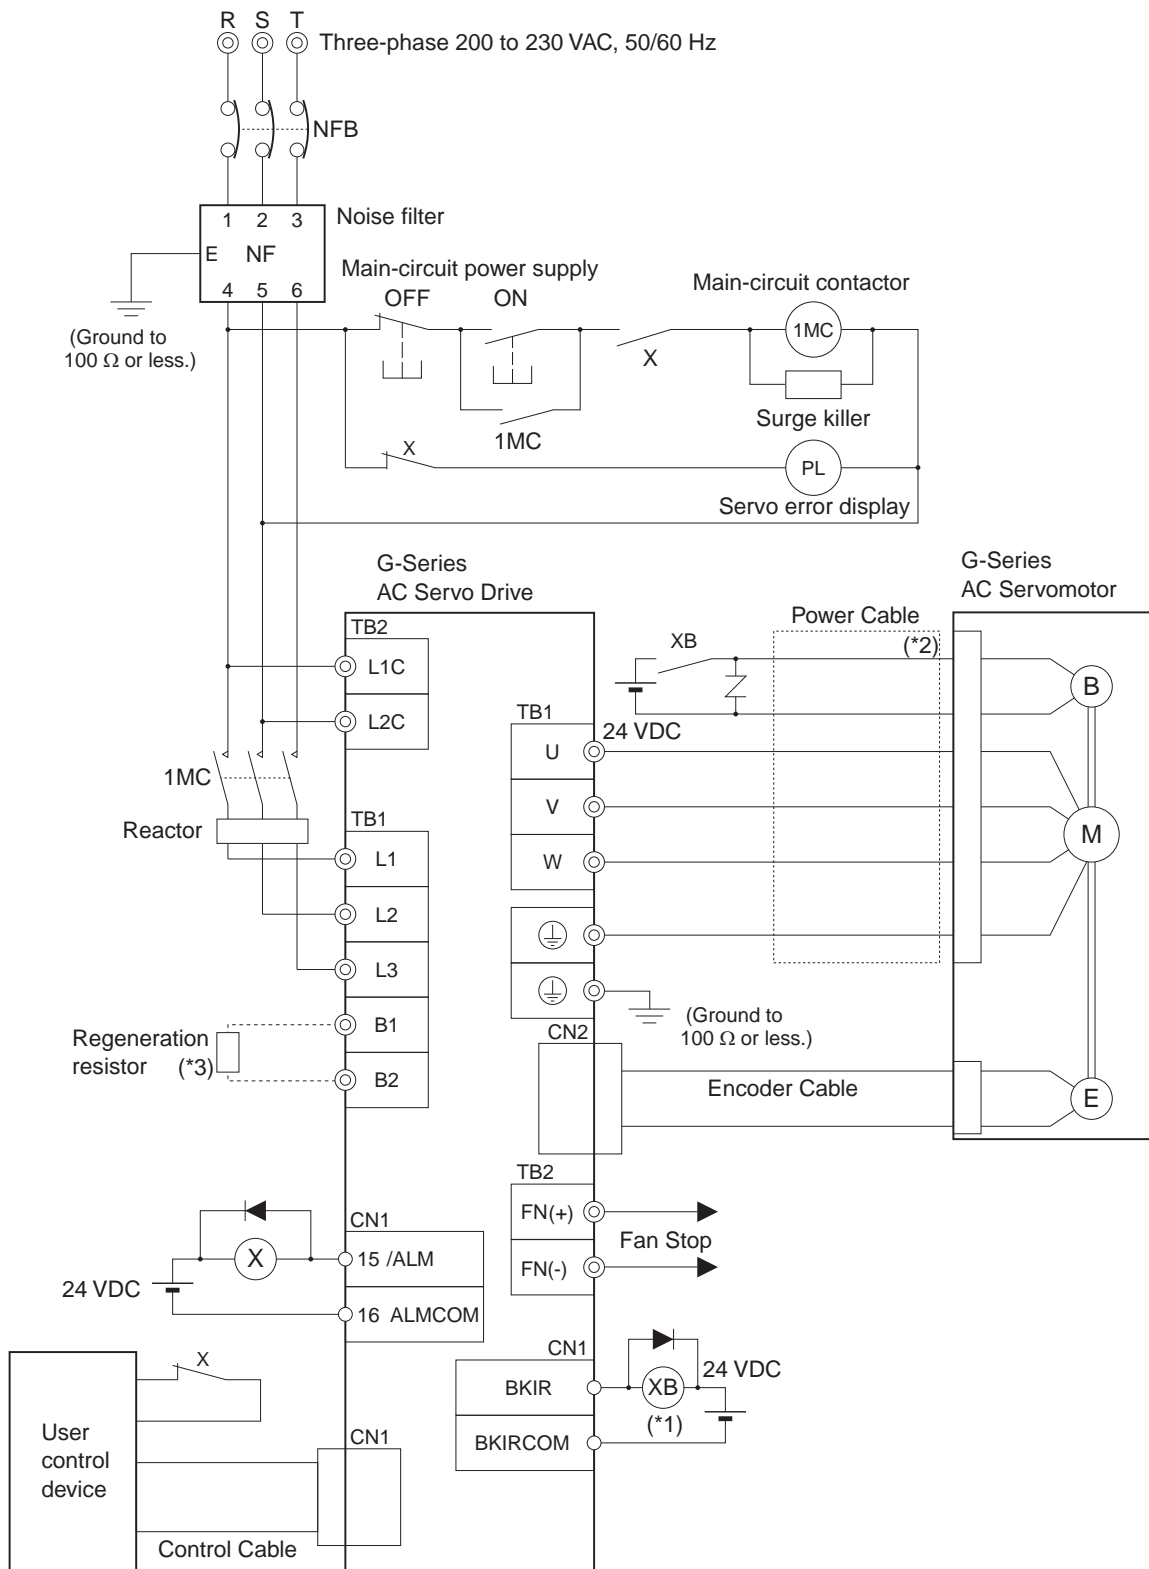 R S T
Three-phase 200 to 230 VAC, 50/60 Hz
NFB
1 2 3
Noise filter
E NF
4 5 6
(Ground to
100 Ω or less.)
Main-circuit power supply
OFF ON
Main-circuit contactor
1MC
X
Surge killer
1MC
X
PL
Servo error display
G-Series
AC Servo Drive
G-Series
AC Servomotor
TB2
L1C
L2C
Power Cable
(*2)
XB
24 VDC
B
TB1
U
V
W
M
1MC
Reactor
TB1
L1
L2
L3
B1
B2
Regeneration
resistor (*3)
(Ground to
100 Ω or less.)
CN2
Encoder Cable
E
TB2
FN(+)
FN(-)
Fan Stop
CN1
15 /ALM
16 ALMCOM
X
24 VDC
CN1
BKIR
BKIRCOM
XB
(*1)
24 VDC
X
User
control
device
CN1
Control Cable